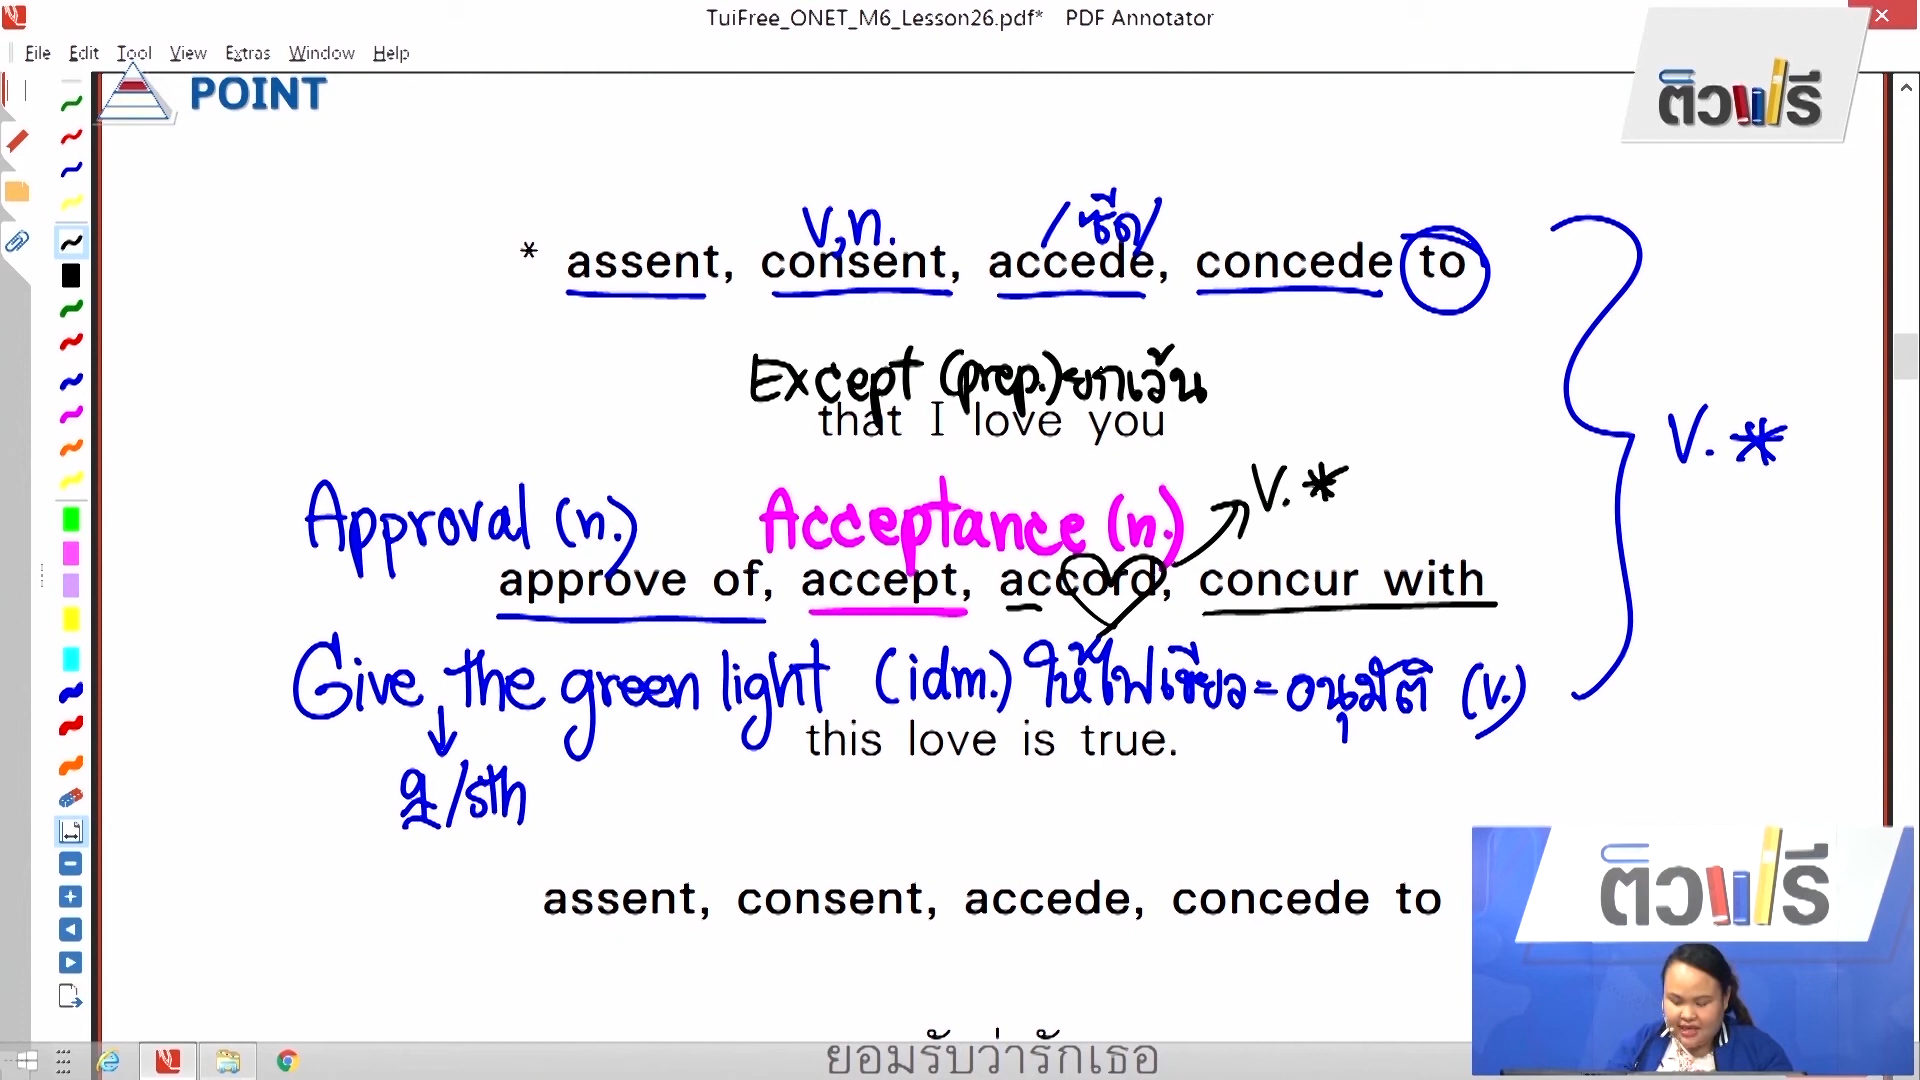 TuiFree_ONET_M6_Lesson26.pdf* PDF Annotator
File Edit Tool View Extras Window Help
POINT
ติวฟรี
v,n. /ซีด/
* assent, consent, accede, concede to
Except (prep.) ยกเว้น
that I love you
V.*
Approval (n.) Acceptance (n.) V.*
approve of, accept, accord, concur with
Give the green light (idm.) ให้ไฟเขียว = อนุมัติ (v.)
this love is true.
/sth
assent, consent, accede, concede to
ติวฟรี
ยอมรับว่ารักเธอ